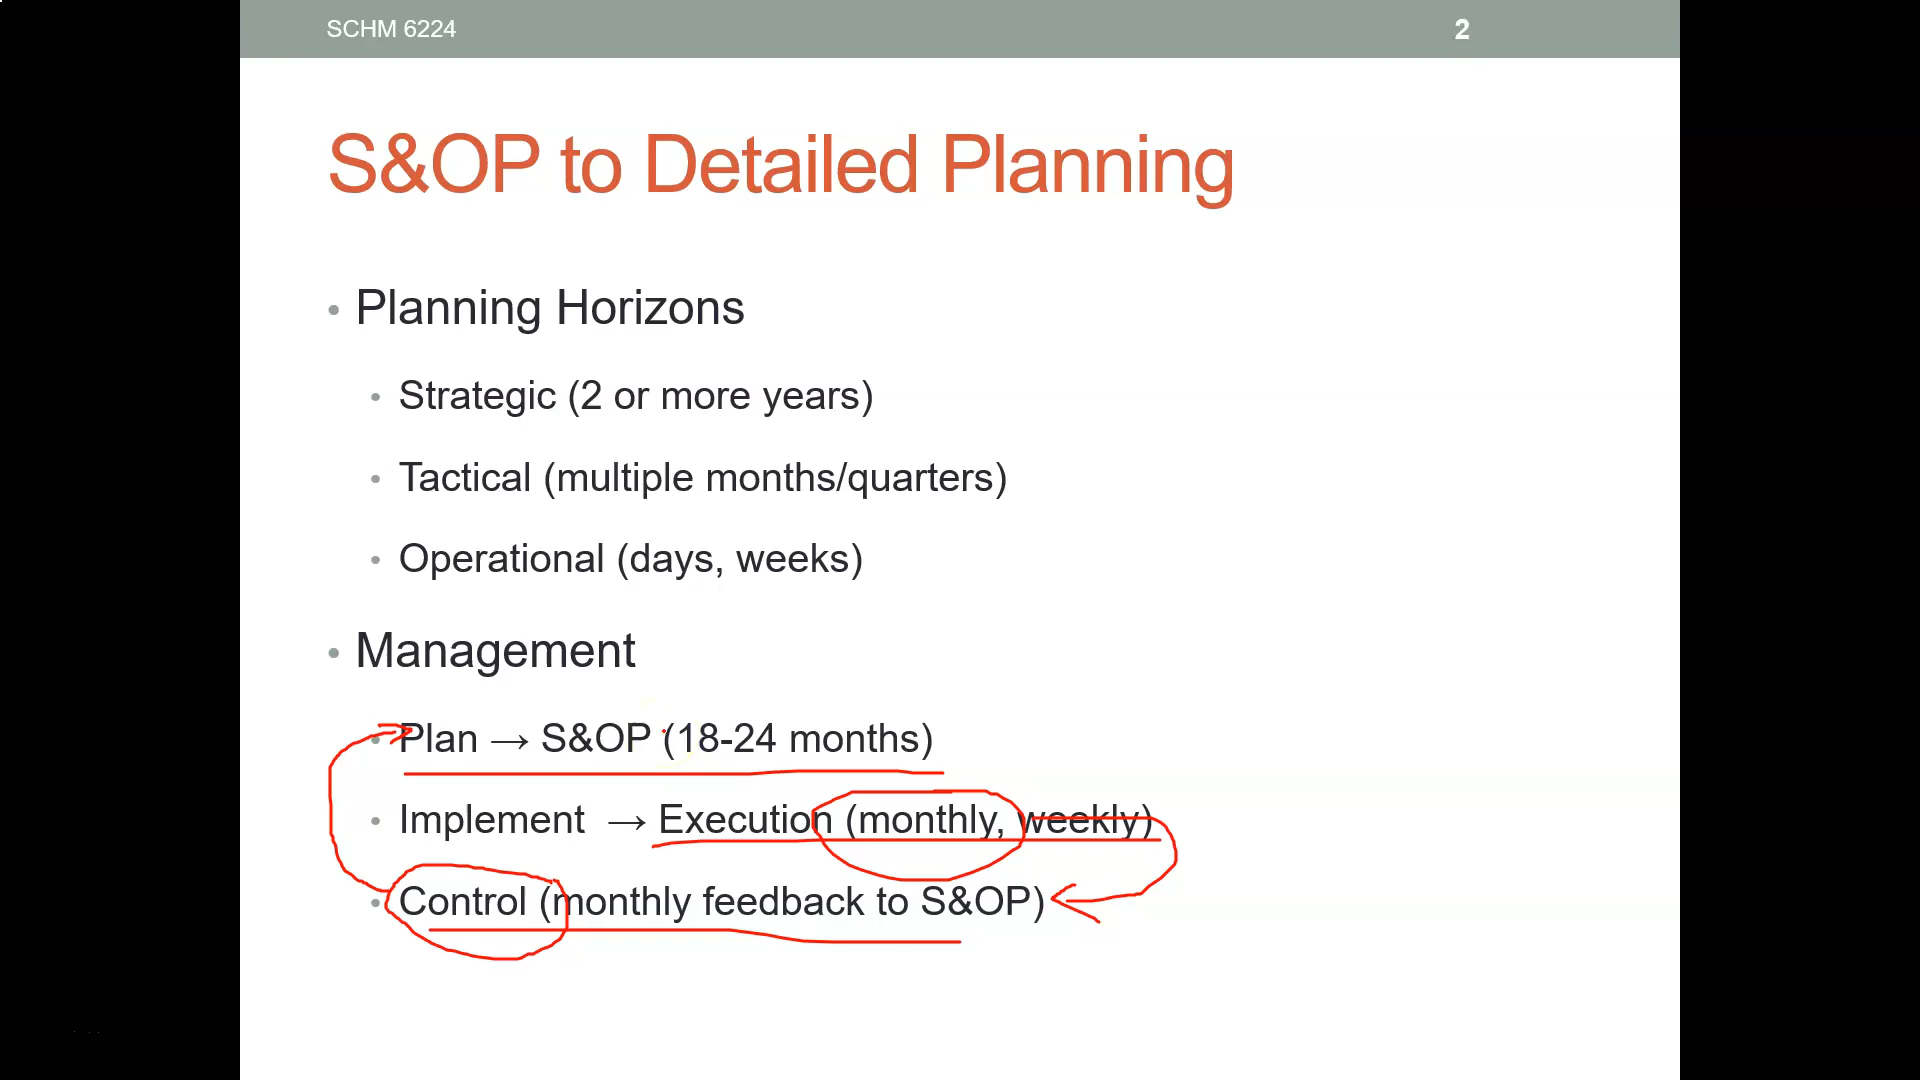 SCHM 6224 2
S&OP to Detailed Planning
• Planning Horizons
• Strategic (2 or more years)
• Tactical (multiple months/quarters)
• Operational (days, weeks)
• Management
• Plan → S&OP (18-24 months)
• Implement → Execution (monthly, weekly)
• Control (monthly feedback to S&OP)